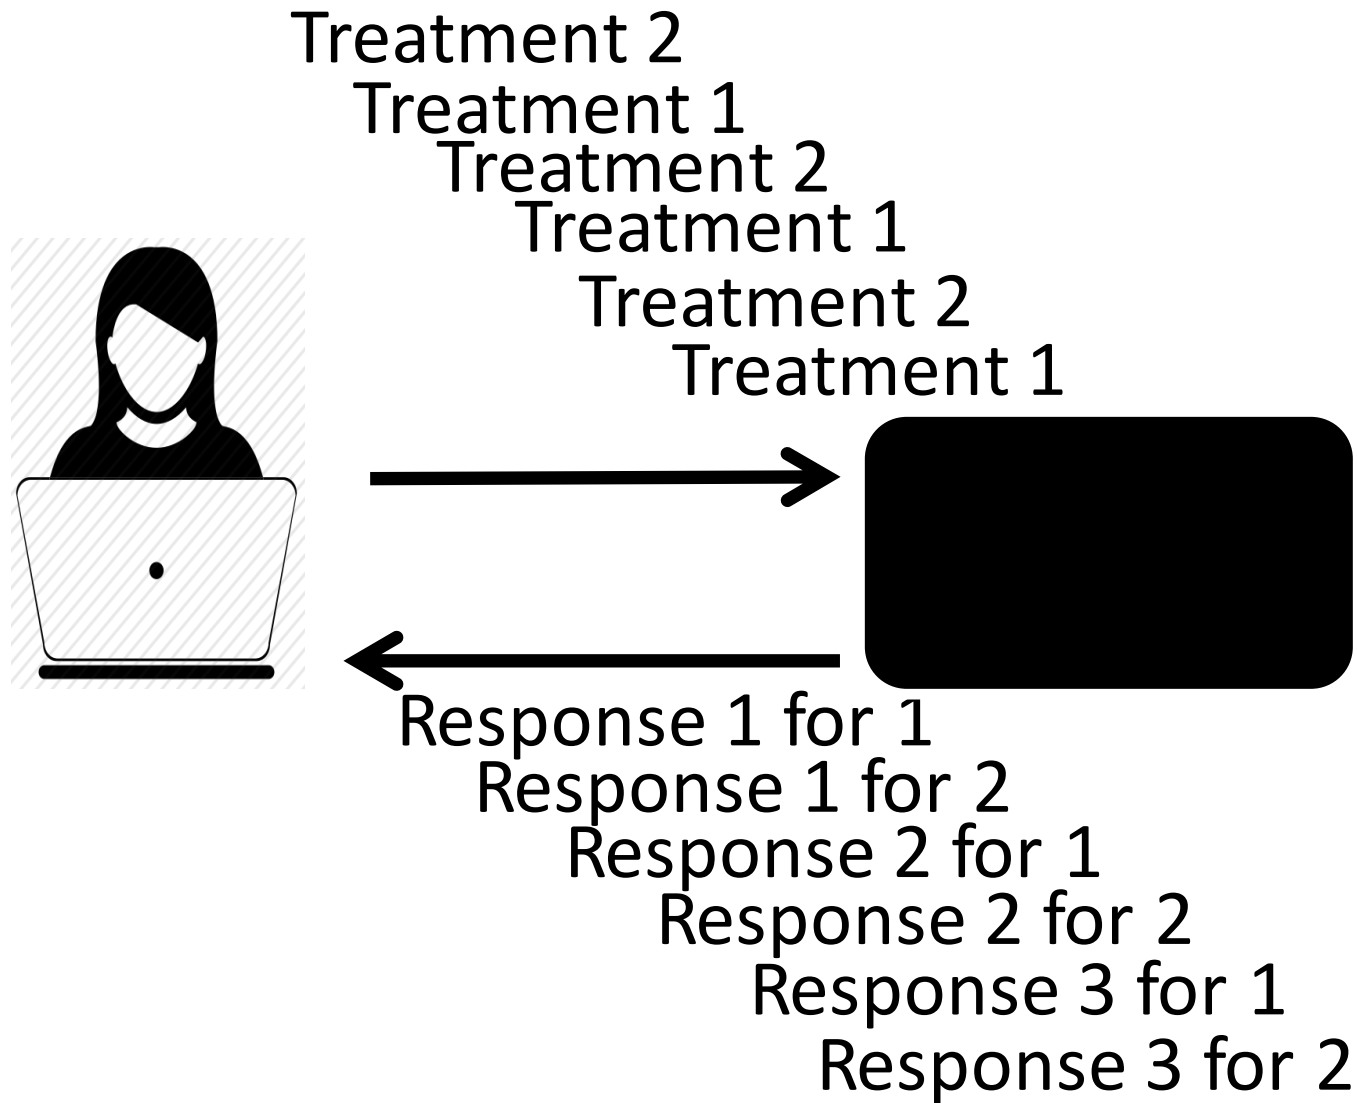 Treatment 2
Treatment 1
Treatment 2
Treatment 1
Treatment 2
Treatment 1
Response 1 for 1
Response 1 for 2
Response 2 for 1
Response 2 for 2
Response 3 for 1
Response 3 for 2